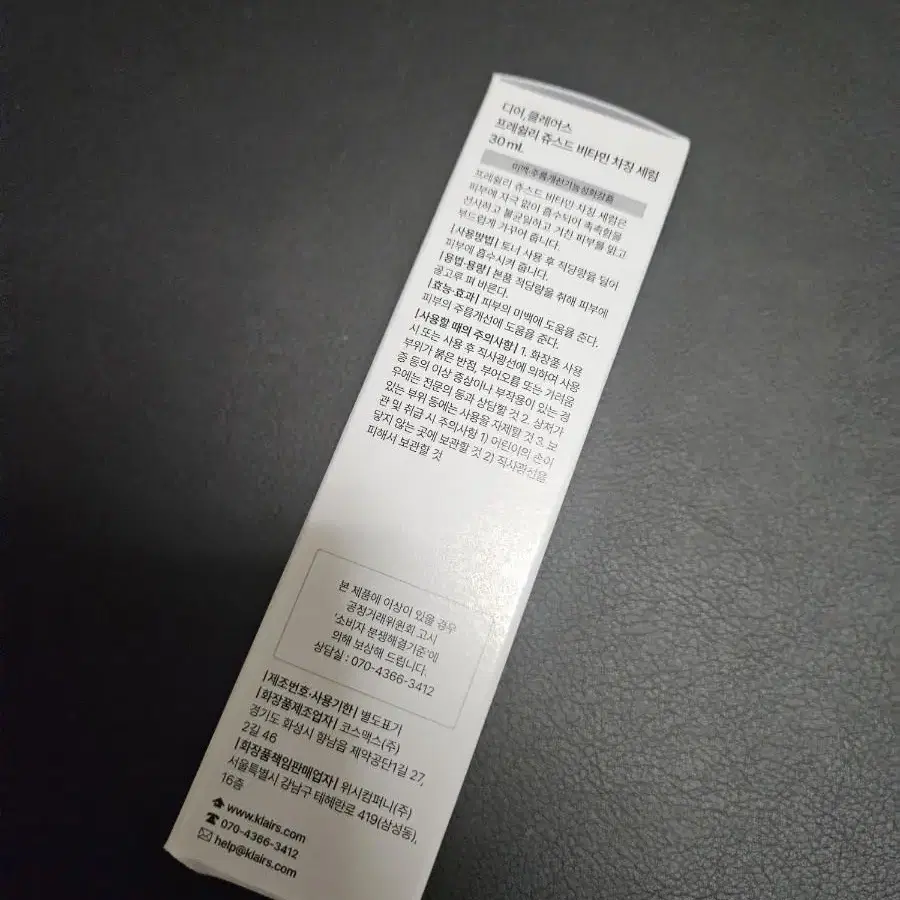 디어,클레어스
프레쉴리 쥬스드 비타민 차징 세럼
30 mL
미백·주름개선기능성화장품
프레쉴리 쥬스드 비타민 차징 세럼은
피부에 자극 없이 흡수되어 촉촉함을
선사하고 불균일하고 거친 피부를 맑고
부드럽게 가꾸어 줍니다.
|사용방법| 토너 사용 후 적당량을 덜어
피부에 흡수시켜 줍니다.
|용법·용량| 본품 적당량을 취해 피부에
골고루 펴 바른다.
|효능·효과| 피부의 미백에 도움을 준다.
피부의 주름개선에 도움을 준다.
|사용할 때의 주의사항| 1. 화장품 사용
시 또는 사용 후 직사광선에 의하여 사용
부위가 붉은 반점, 부어오름 또는 가려움
증 등의 이상 증상이나 부작용이 있는 경
우에는 전문의 등과 상담할 것 2. 상처가
있는 부위 등에는 사용을 자제할 것 3. 보
관 및 취급 시 주의사항 1) 어린이의 손이
닿지 않는 곳에 보관할 것 2) 직사광선을
피해서 보관할 것
본 제품에 이상이 있을 경우
공정거래위원회 고시
'소비자 분쟁해결기준'에
의해 보상해 드립니다.
상담실 : 070-4366-3412
|제조번호·사용기한| 별도표기
|화장품제조업자| 코스맥스(주)
경기도 화성시 향남읍 제약공단1길 27,
2길 46
|화장품책임판매업자| 위시컴퍼니(주)
서울특별시 강남구 테헤란로 419(삼성동),
16층
www.klairs.com
070-4366-3412
help@klairs.com